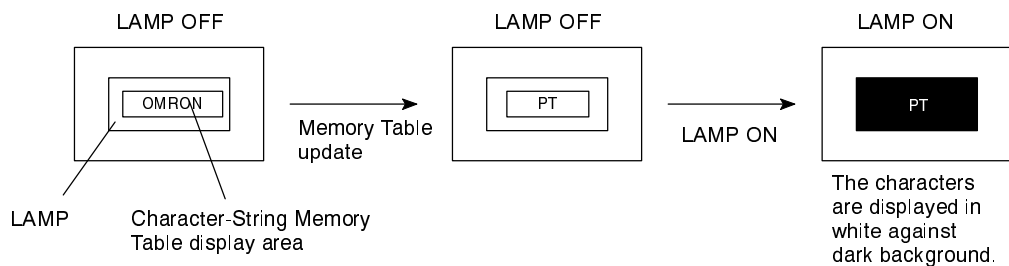 LAMP OFF
LAMP OFF
LAMP ON
OMRON
PT
PT
Memory Table
update
LAMP ON
LAMP
Character-String Memory
Table display area
The characters
are displayed in
white against
dark background.